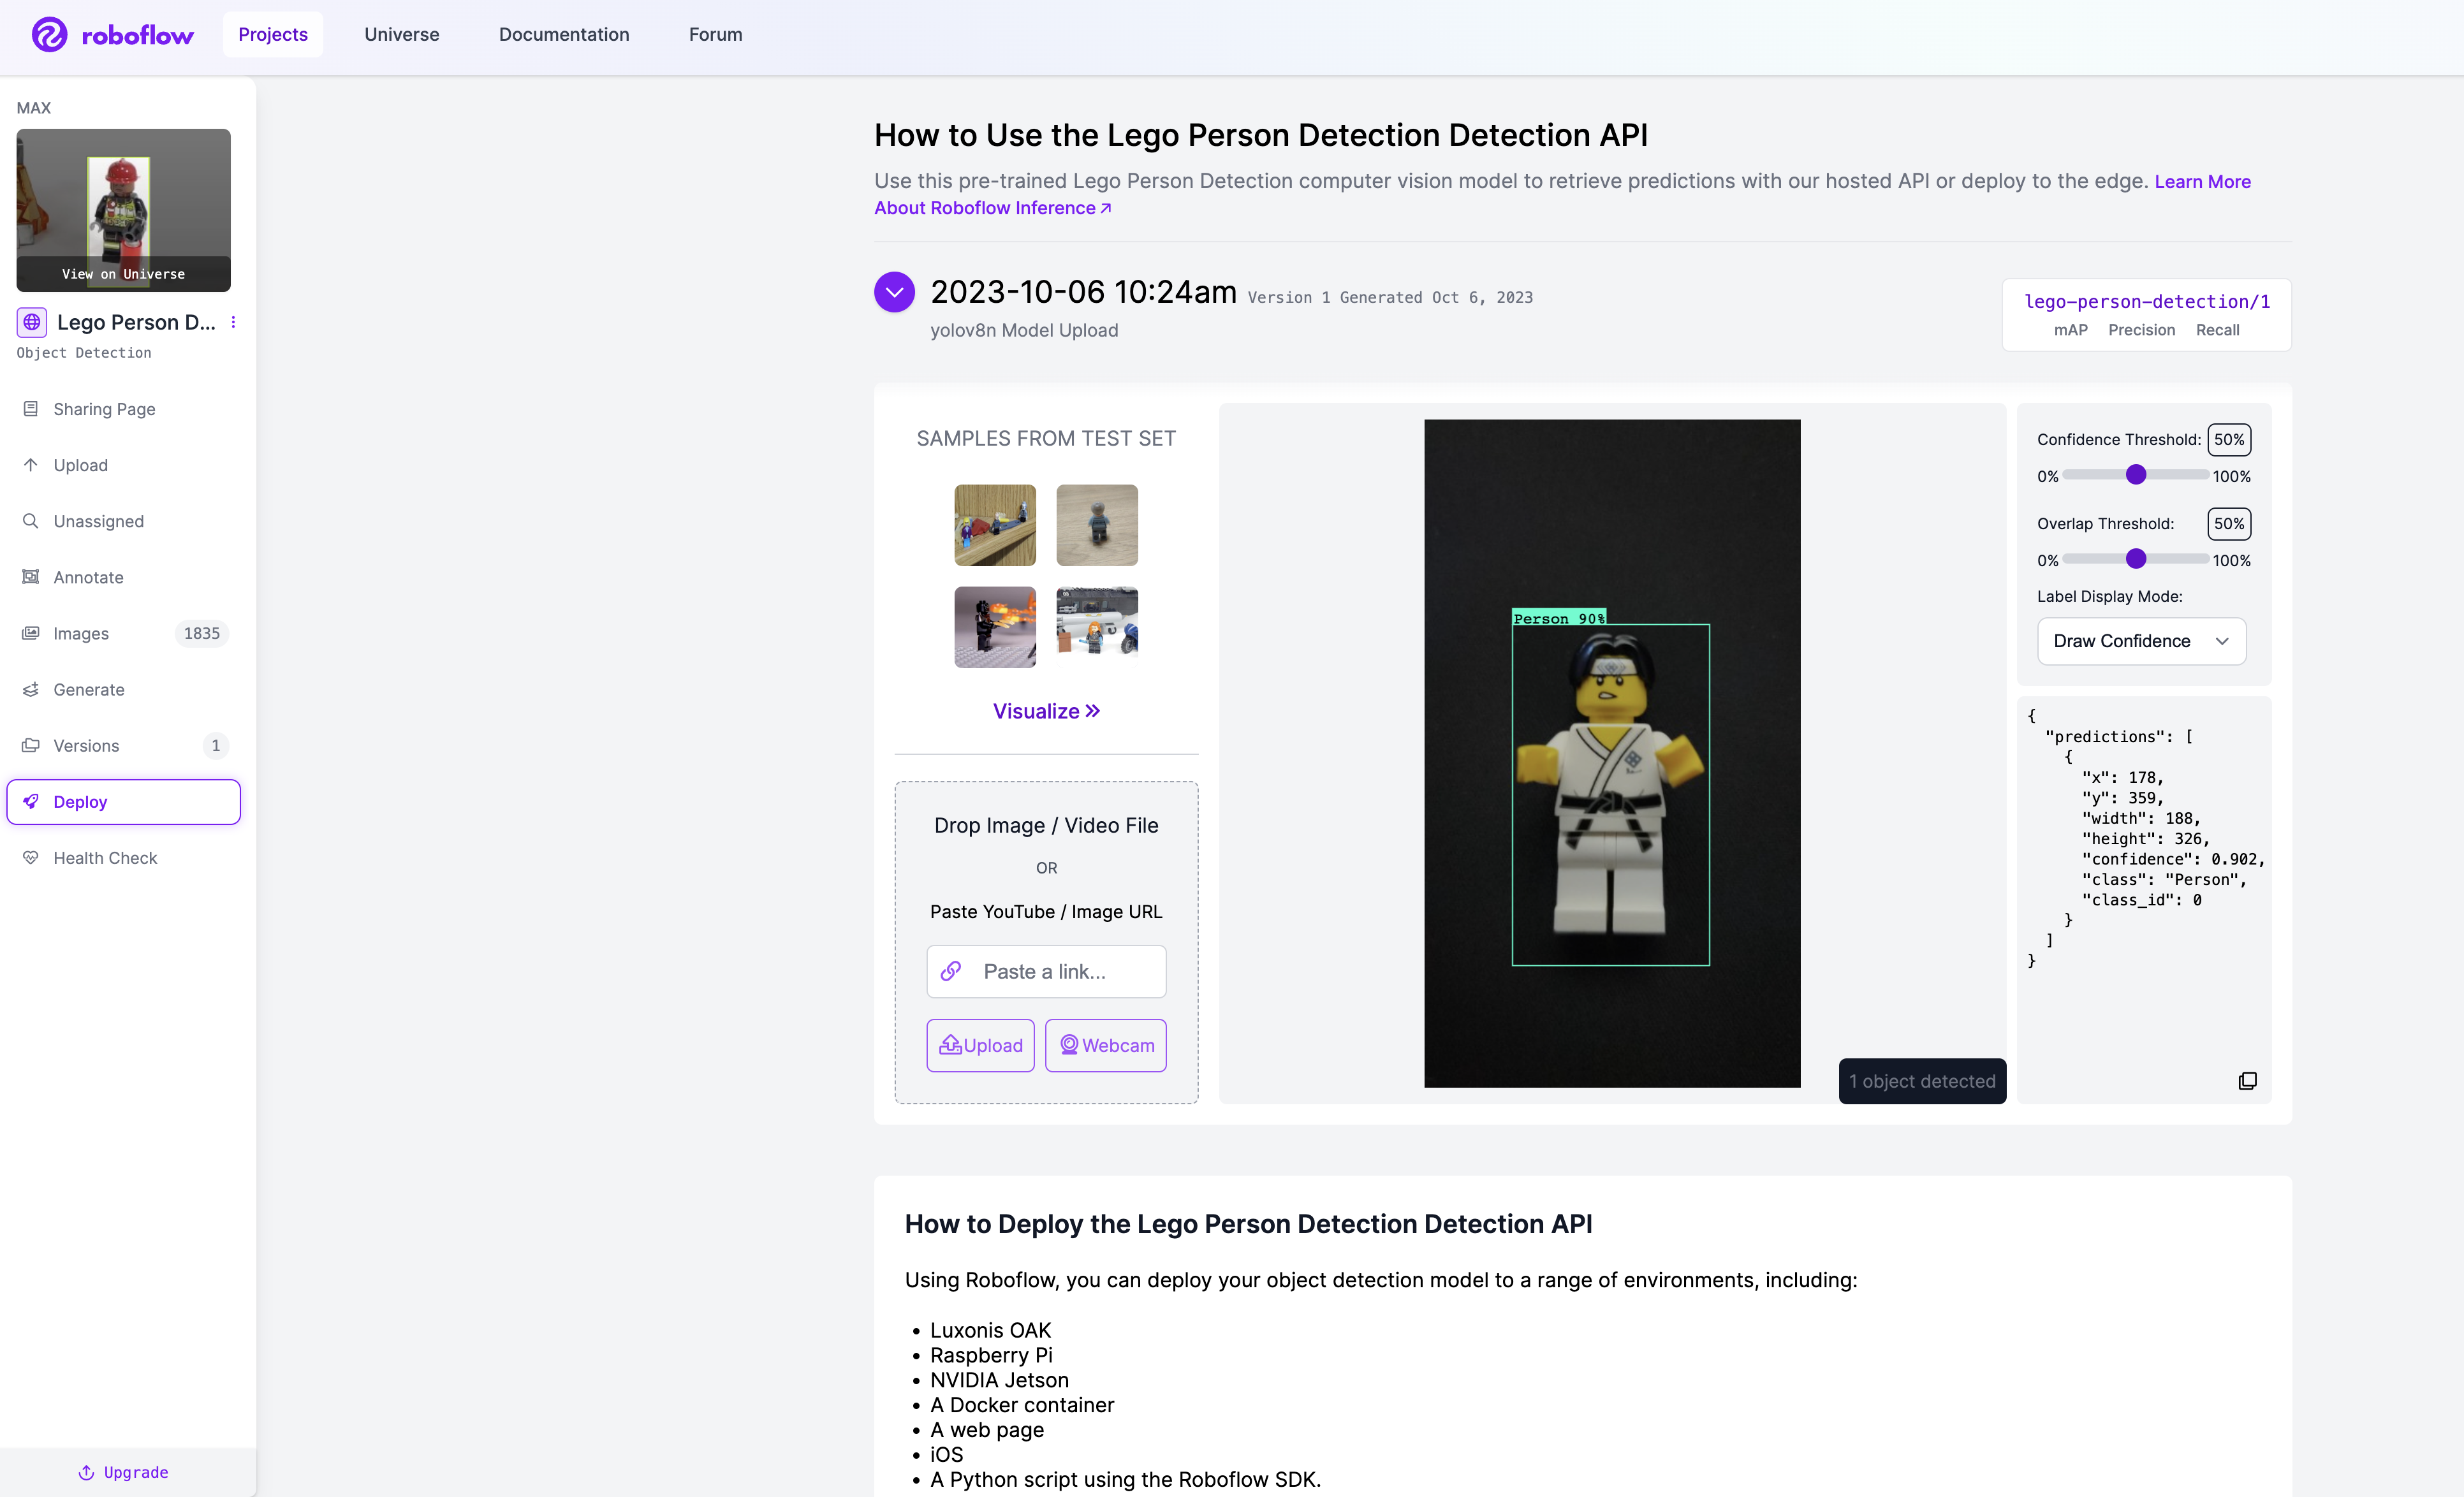 roboflow
Projects
Universe
Documentation
Forum
MAX
View on Universe
Lego Person D...
Object Detection
Sharing Page
Upload
Unassigned
Annotate
Images 1835
Generate
Versions 1
Deploy
Health Check
Upgrade
How to Use the Lego Person Detection Detection API
Use this pre-trained Lego Person Detection computer vision model to retrieve predictions with our hosted API or deploy to the edge. Learn More
About Roboflow Inference
2023-10-06 10:24am Version 1 Generated Oct 6, 2023
yolov8n Model Upload
lego-person-detection/1
mAP Precision Recall
SAMPLES FROM TEST SET
Visualize
Drop Image / Video File
OR
Paste YouTube / Image URL
Paste a link...
Upload
Webcam
Person 90%
1 object detected
Confidence Threshold: 50%
0% 100%
Overlap Threshold: 50%
0% 100%
Label Display Mode:
Draw Confidence
{
"predictions": [
{
"x": 178,
"y": 359,
"width": 188,
"height": 326,
"confidence": 0.902,
"class": "Person",
"class_id": 0
}
]
}
How to Deploy the Lego Person Detection Detection API
Using Roboflow, you can deploy your object detection model to a range of environments, including:
• Luxonis OAK
• Raspberry Pi
• NVIDIA Jetson
• A Docker container
• A web page
• iOS
• A Python script using the Roboflow SDK.